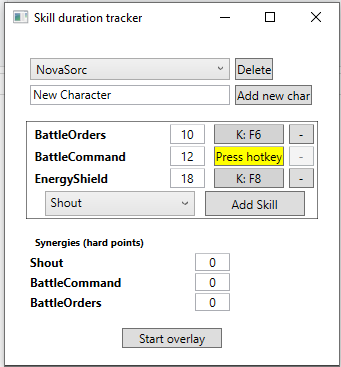 Skill duration tracker
NovaSorc Delete
New Character Add new char
BattleOrders 10 K: F6 -
BattleCommand 12 Press hotkey -
EnergyShield 18 K: F8 -
Shout Add Skill
Synergies (hard points)
Shout 0
BattleCommand 0
BattleOrders 0
Start overlay